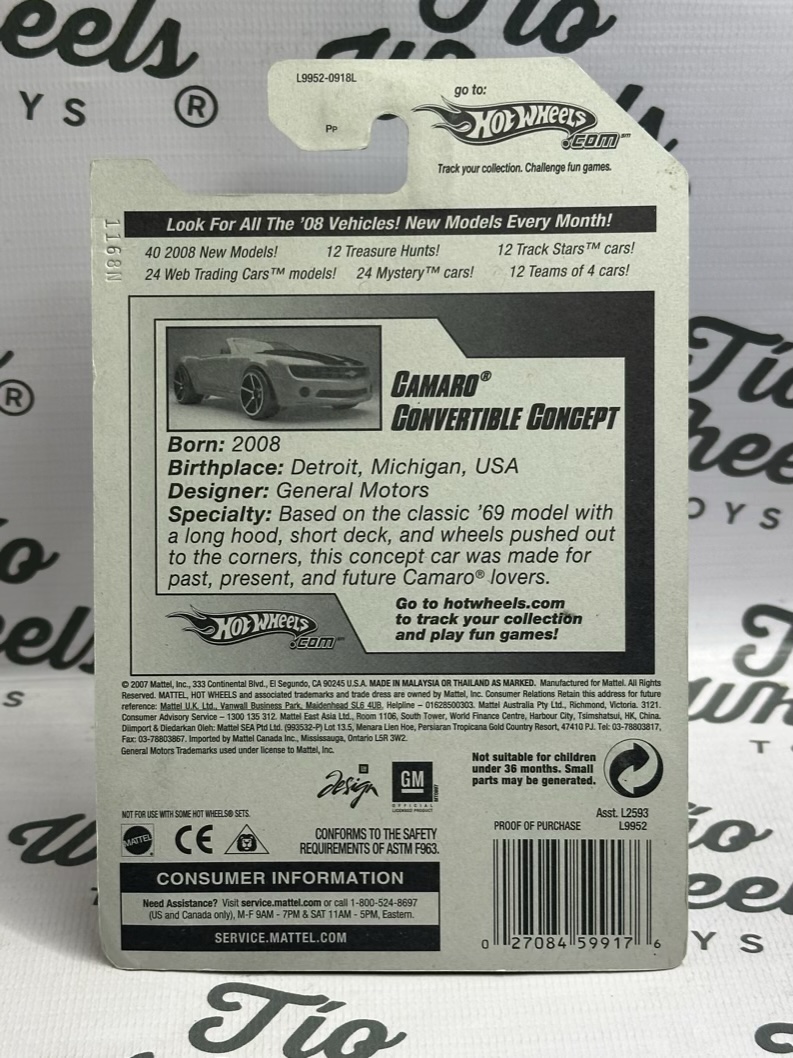 eels
YS ®
Tío
L9952-0918L
go to:
HOT WHEELS
.COM℠
Pp
Track your collection. Challenge fun games.
1168N
Look For All The '08 Vehicles! New Models Every Month!
40 2008 New Models! 12 Treasure Hunts! 12 Track Stars™ cars!
24 Web Trading Cars™ models! 24 Mystery™ cars! 12 Teams of 4 cars!
CAMARO®
CONVERTIBLE CONCEPT
Born: 2008
Birthplace: Detroit, Michigan, USA
Designer: General Motors
Specialty: Based on the classic '69 model with
a long hood, short deck, and wheels pushed out
to the corners, this concept car was made for
past, present, and future Camaro® lovers.
HOT WHEELS
.COM℠
Go to hotwheels.com
to track your collection
and play fun games!
© 2007 Mattel, Inc., 333 Continental Blvd., El Segundo, CA 90245 U.S.A. MADE IN MALAYSIA OR THAILAND AS MARKED. Manufactured for Mattel. All Rights
Reserved. MATTEL, HOT WHEELS and associated trademarks and trade dress are owned by Mattel, Inc. Consumer Relations Retain this address for future
reference: Mattel U.K. Ltd., Vanwall Business Park, Maidenhead SL6 4UB. Helpline – 01628500303. Mattel Australia Pty Ltd., Richmond, Victoria. 3121.
Consumer Advisory Service – 1300 135 312. Mattel East Asia Ltd., Room 1106, South Tower, World Finance Centre, Harbour City, Tsimshatsui, HK, China.
Diimport & Diedarkan Oleh: Mattel SEA Ptd Ltd. (993532-P) Lot 13.5, Menara Lien Hoe, Persiaran Tropicana Golf Country Resort, 47410 PJ. Tel: 03-78803817,
Fax: 03-78803867. Imported by Mattel Canada Inc., Mississauga, Ontario L5R 3W2.
General Motors Trademarks used under license to Mattel, Inc.
design
GM
OFFICIAL
LICENSED PRODUCT
Not suitable for children
under 36 months. Small
parts may be generated.
NOT FOR USE WITH SOME HOT WHEELS® SETS.
MATTEL
CE
CONFORMS TO THE SAFETY
REQUIREMENTS OF ASTM F963.
Asst. L2593
PROOF OF PURCHASE L9952
CONSUMER INFORMATION
Need Assistance? Visit service.mattel.com or call 1-800-524-8697
(US and Canada only), M-F 9AM - 7PM & SAT 11AM - 5PM, Eastern.
SERVICE.MATTEL.COM
0 27084 59917 6
Tío